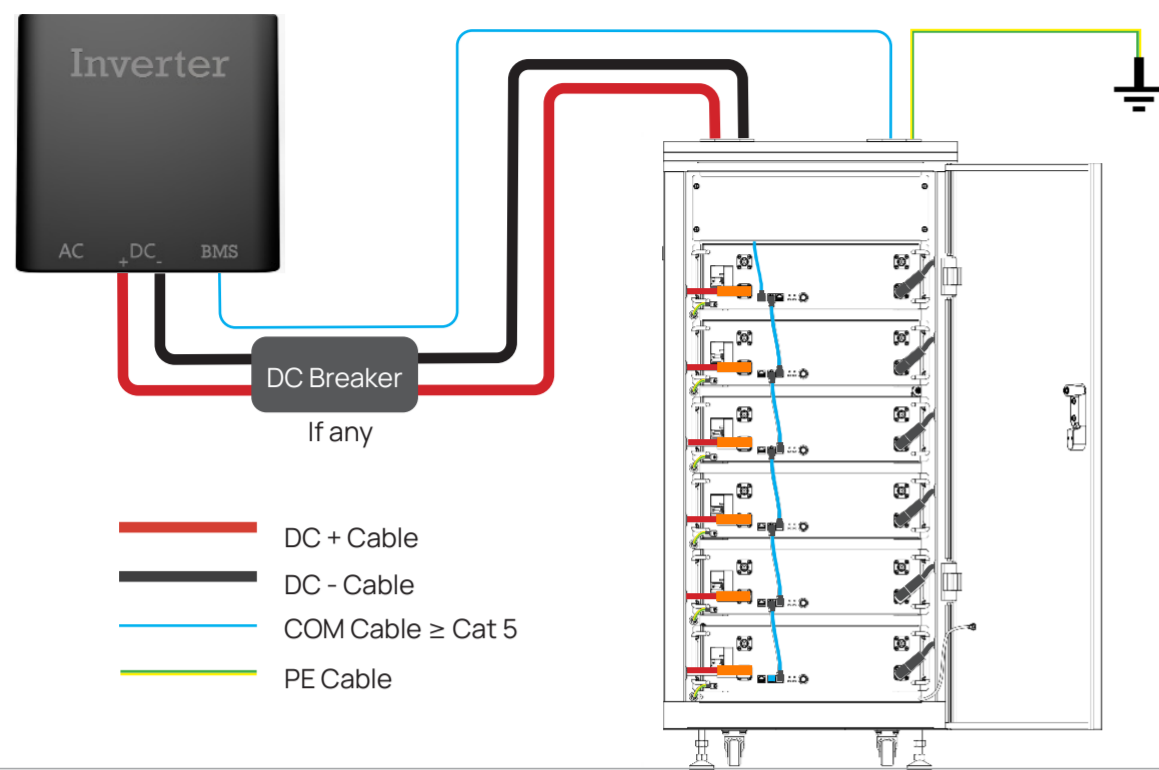 Inverter
AC
DC
+ -
BMS
DC Breaker
If any
DC + Cable
DC - Cable
COM Cable ≥ Cat 5
PE Cable